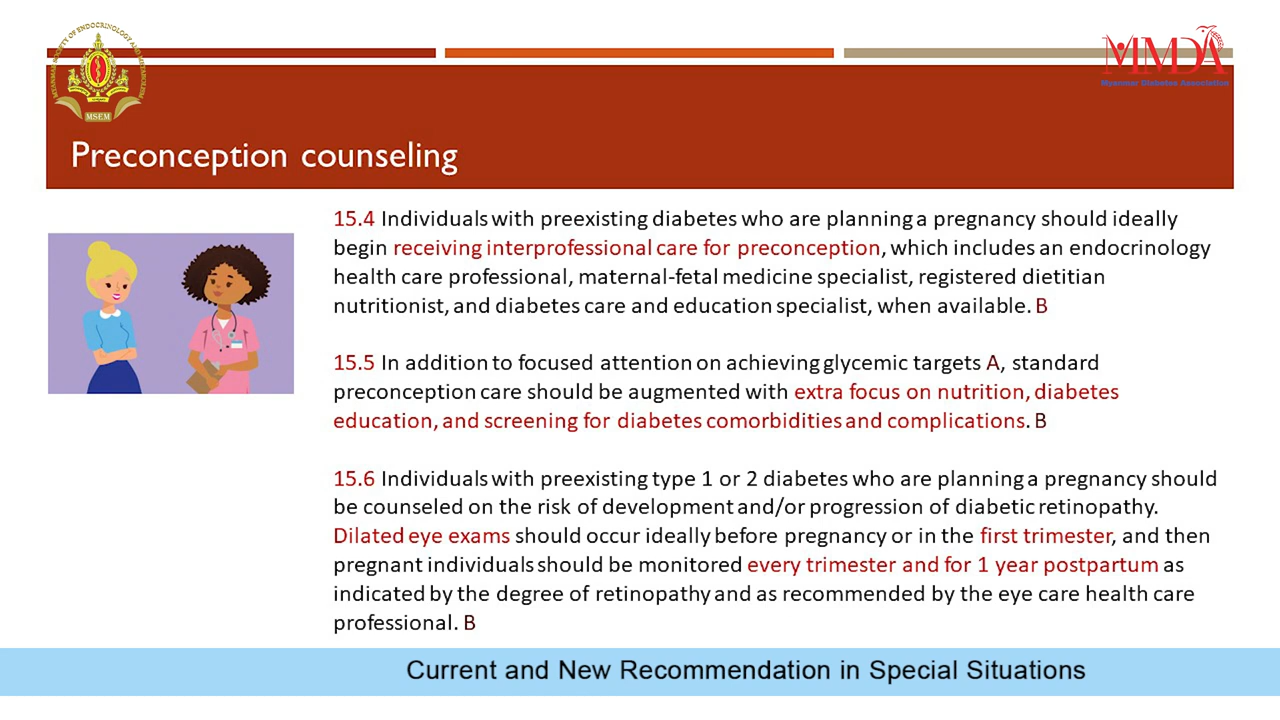 MYANMAR SOCIETY OF ENDOCRINOLOGY AND METABOLISM
MSEM
MMDA
Myanmar Diabetes Association
Preconception counseling
15.4 Individuals with preexisting diabetes who are planning a pregnancy should ideally
begin receiving interprofessional care for preconception, which includes an endocrinology
health care professional, maternal-fetal medicine specialist, registered dietitian
nutritionist, and diabetes care and education specialist, when available. B
15.5 In addition to focused attention on achieving glycemic targets A, standard
preconception care should be augmented with extra focus on nutrition, diabetes
education, and screening for diabetes comorbidities and complications. B
15.6 Individuals with preexisting type 1 or 2 diabetes who are planning a pregnancy should
be counseled on the risk of development and/or progression of diabetic retinopathy.
Dilated eye exams should occur ideally before pregnancy or in the first trimester, and then
pregnant individuals should be monitored every trimester and for 1 year postpartum as
indicated by the degree of retinopathy and as recommended by the eye care health care
professional. B
Current and New Recommendation in Special Situations